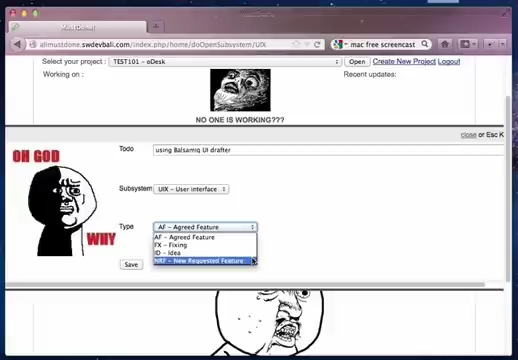 alimustdone.swdevbali.com/index.php/home/doOpenSubsystem/UIX
mac free screencast
Select your project : TEST101 - oDesk Open Create New Project Logout
Working on : Recent updates:
NO ONE IS WORKING???
close or Esc K
OH GOD
WHY
Todo using Balsamiq UI drafter
Subsystem UIX - User interface
Type AF - Agreed Feature
AF - Agreed Feature
FX - Fixing
ID - Idea
NRF - New Requested Feature
Save